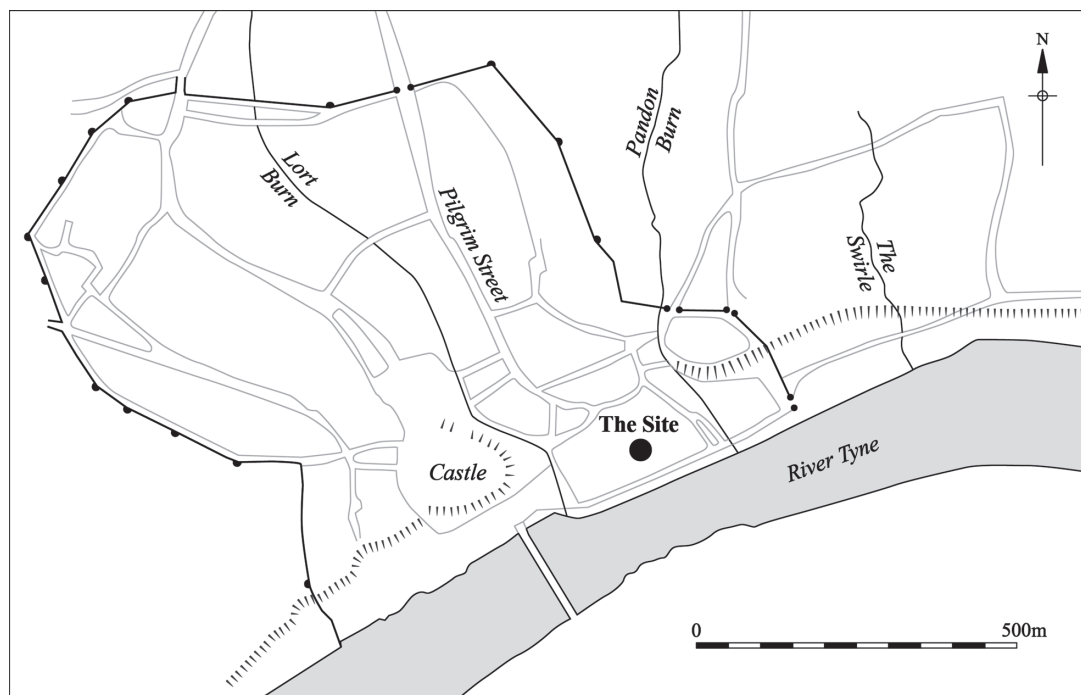 N
Pandon
Burn
Lort
Burn
Pilgrim Street
The
Swirle
The Site
Castle
River Tyne
0
500m